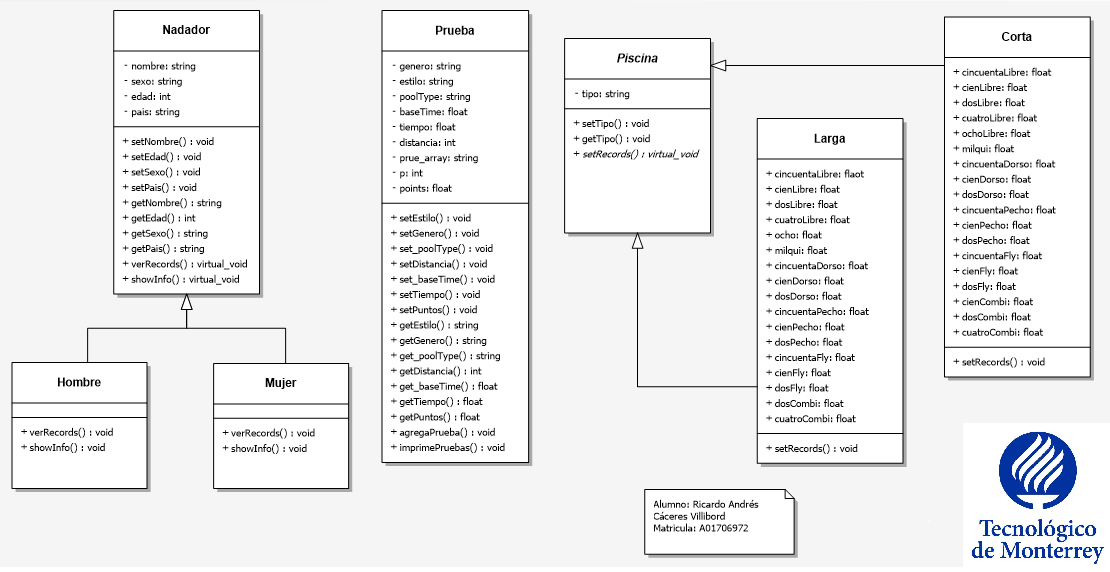 Nadador
- nombre: string
- sexo: string
- edad: int
- pais: string
+ setNombre() : void
+ setEdad() : void
+ setSexo() : void
+ setPais() : void
+ getNombre() : string
+ getEdad() : int
+ getSexo() : string
+ getPais() : string
+ verRecords() : virtual_void
+ showInfo() : virtual_void
Hombre
+ verRecords() : void
+ showInfo() : void
Mujer
+ verRecords() : void
+ showInfo() : void
Prueba
- genero: string
- estilo: string
- poolType: string
- baseTime: float
- tiempo: float
- distancia: int
- prue_array: string
- p: int
- points: float
+ setEstilo() : void
+ setGenero() : void
+ set_poolType() : void
+ setDistancia() : void
+ set_baseTime() : void
+ setTiempo() : void
+ setPuntos() : void
+ getEstilo() : string
+ getGenero() : string
+ get_poolType() : string
+ getDistancia() : int
+ get_baseTime() : float
+ getTiempo() : float
+ getPuntos() : float
+ agregaPrueba() : void
+ imprimePruebas() : void
Piscina
- tipo: string
+ setTipo() : void
+ getTipo() : void
+ setRecords() : virtual_void
Larga
+ cincuentaLibre: flaot
+ cienLibre: float
+ dosLibre: float
+ cuatroLibre: float
+ ocho: float
+ milqui: float
+ cincuentaDorso: float
+ cienDorso: float
+ dosDorso: float
+ cincuentaPecho: float
+ cienPecho: float
+ dosPecho: float
+ cincuentaFly: float
+ cienFly: float
+ dosFly: float
+ dosCombi: float
+ cuatroCombi: float
+ setRecords() : void
Corta
+ cincuentaLibre: float
+ cienLibre: float
+ dosLibre: float
+ cuatroLibre: float
+ ochoLibre: float
+ milqui: float
+ cincuentaDorso: float
+ cienDorso: float
+ dosDorso: float
+ cincuentaPecho: float
+ cienPecho: float
+ dosPecho: float
+ cincuentaFly: float
+ cienFly: float
+ dosFly: float
+ cienCombi: float
+ dosCombi: float
+ cuatroCombi: float
+ setRecords() : void
Alumno: Ricardo Andrés
Cáceres Villibord
Matricula: A01706972
Tecnológico
de Monterrey